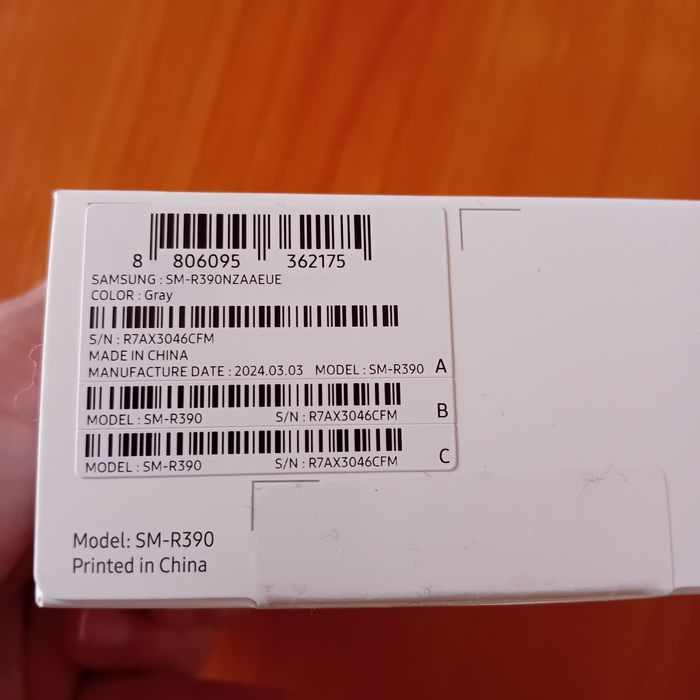 8 806095 362175
SAMSUNG : SM-R390NZAAEUE
COLOR : Gray
S/N : R7AX3046CFM
MADE IN CHINA
MANUFACTURE DATE : 2024.03.03 MODEL : SM-R390 A
MODEL : SM-R390 S/N : R7AX3046CFM B
MODEL : SM-R390 S/N : R7AX3046CFM C
Model: SM-R390
Printed in China